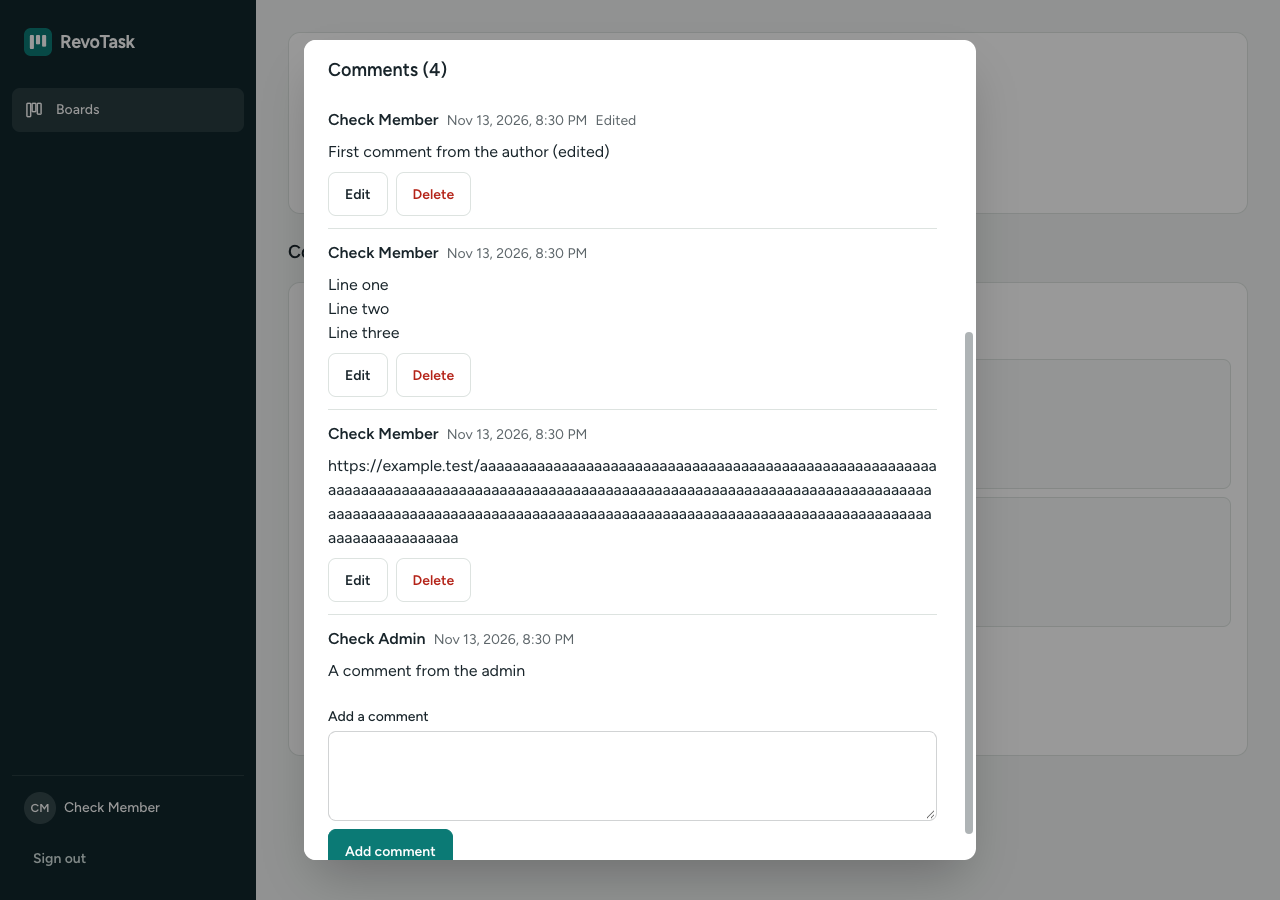 RevoTask
Boards
Comments (4)
Check Member Nov 13, 2026, 8:30 PM Edited
First comment from the author (edited)
Edit Delete
Check Member Nov 13, 2026, 8:30 PM
Line one
Line two
Line three
Edit Delete
Check Member Nov 13, 2026, 8:30 PM
https://example.test/aaaaaaaaaaaaaaaaaaaaaaaaaaaaaaaaaaaaaaaaaaaaaaaaaaaaaaaa
aaaaaaaaaaaaaaaaaaaaaaaaaaaaaaaaaaaaaaaaaaaaaaaaaaaaaaaaaaaaaaaaaaaaaaaaaa
aaaaaaaaaaaaaaaaaaaaaaaaaaaaaaaaaaaaaaaaaaaaaaaaaaaaaaaaaaaaaaaaaaaaaaaaaa
aaaaaaaaaaaaaaaa
Edit Delete
Check Admin Nov 13, 2026, 8:30 PM
A comment from the admin
Add a comment
Add comment
CM Check Member
Sign out